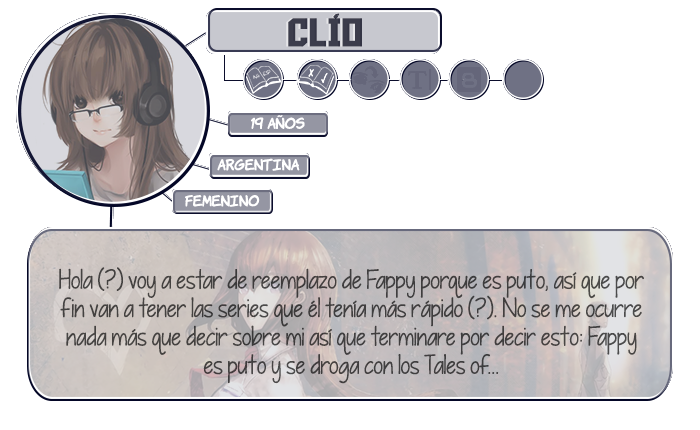 CLÍO
19 AÑOS
ARGENTINA
FEMENINO
Hola (?) voy a estar de reemplazo de Fappy porque es puto, así que por
fin van a tener las series que él tenía más rápido (?). No se me ocurre
nada más que decir sobre mi así que terminare por decir esto: Fappy
es puto y se droga con los Tales of...